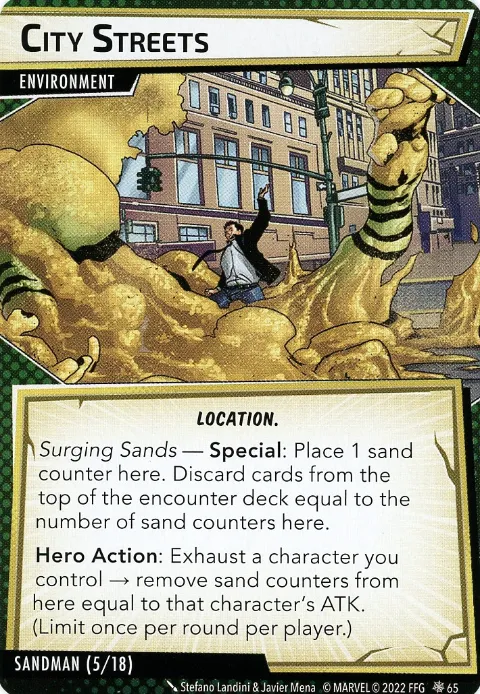 CITY STREETS
ENVIRONMENT
LOCATION.
Surging Sands — Special: Place 1 sand
counter here. Discard cards from the
top of the encounter deck equal to the
number of sand counters here.
Hero Action: Exhaust a character you
control → remove sand counters from
here equal to that character's ATK.
(Limit once per round per player.)
SANDMAN (5/18)
Stefano Landini & Javier Mena © MARVEL © 2022 FFG 65